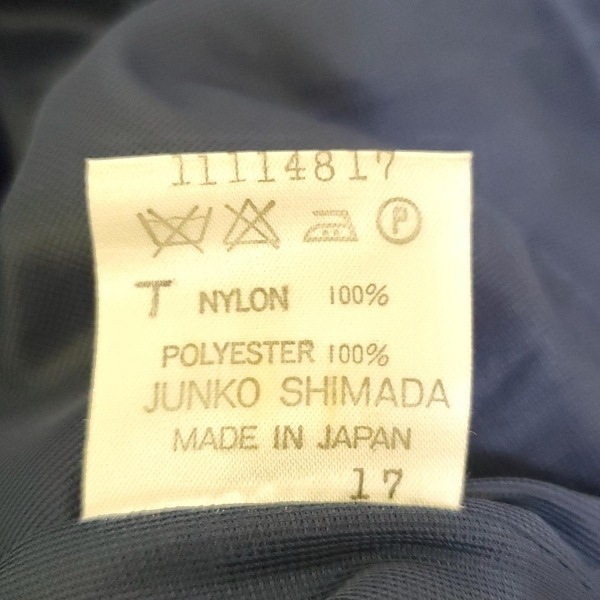 11114817
P
T NYLON 100%
POLYESTER 100%
JUNKO SHIMADA
MADE IN JAPAN
17